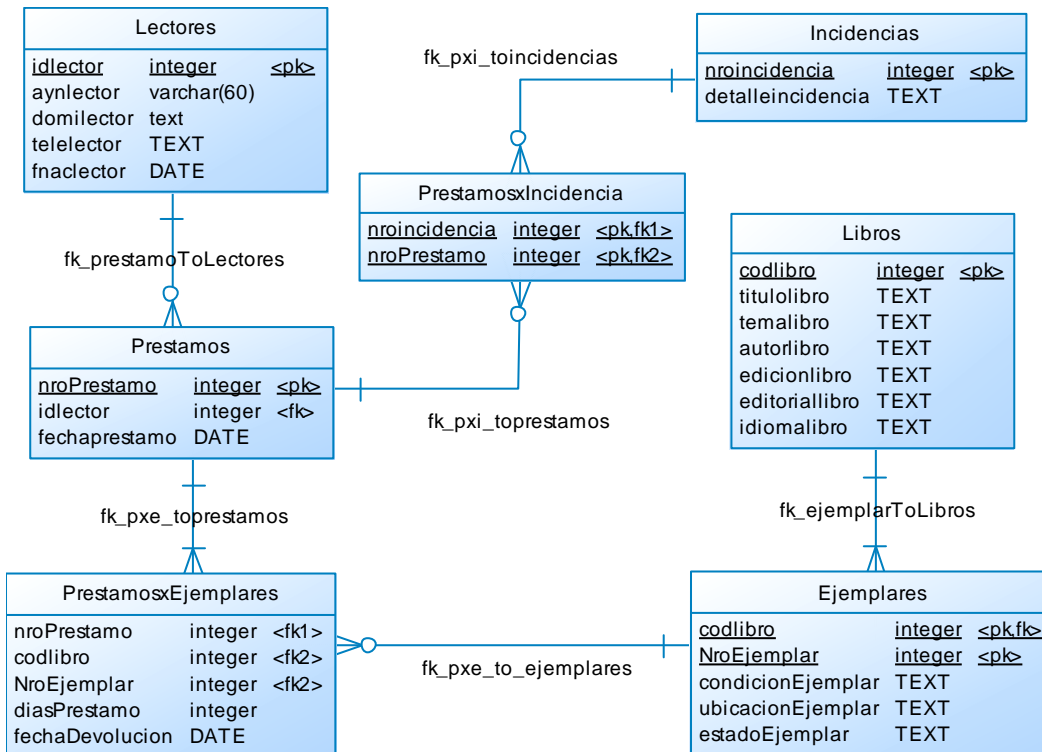 Lectores
idlector integer <pk>
aynlector varchar(60)
domilector text
telelector TEXT
fnaclector DATE
fk_pxi_toincidencias
Incidencias
nroincidencia integer <pk>
detalleincidencia TEXT
PrestamosxIncidencia
nroincidencia integer <pk,fk1>
nroPrestamo integer <pk,fk2>
fk_prestamoToLectores
Libros
codlibro integer <pk>
titulolibro TEXT
temalibro TEXT
autorlibro TEXT
edicionlibro TEXT
editoriallibro TEXT
idiomalibro TEXT
Prestamos
nroPrestamo integer <pk>
idlector integer <fk>
fechaprestamo DATE
fk_pxi_toprestamos
fk_pxe_toprestamos
fk_ejemplarToLibros
PrestamosxEjemplares
nroPrestamo integer <fk1>
codlibro integer <fk2>
NroEjemplar integer <fk2>
diasPrestamo integer
fechaDevolucion DATE
fk_pxe_to_ejemplares
Ejemplares
codlibro integer <pk,fk>
NroEjemplar integer <pk>
condicionEjemplar TEXT
ubicacionEjemplar TEXT
estadoEjemplar TEXT